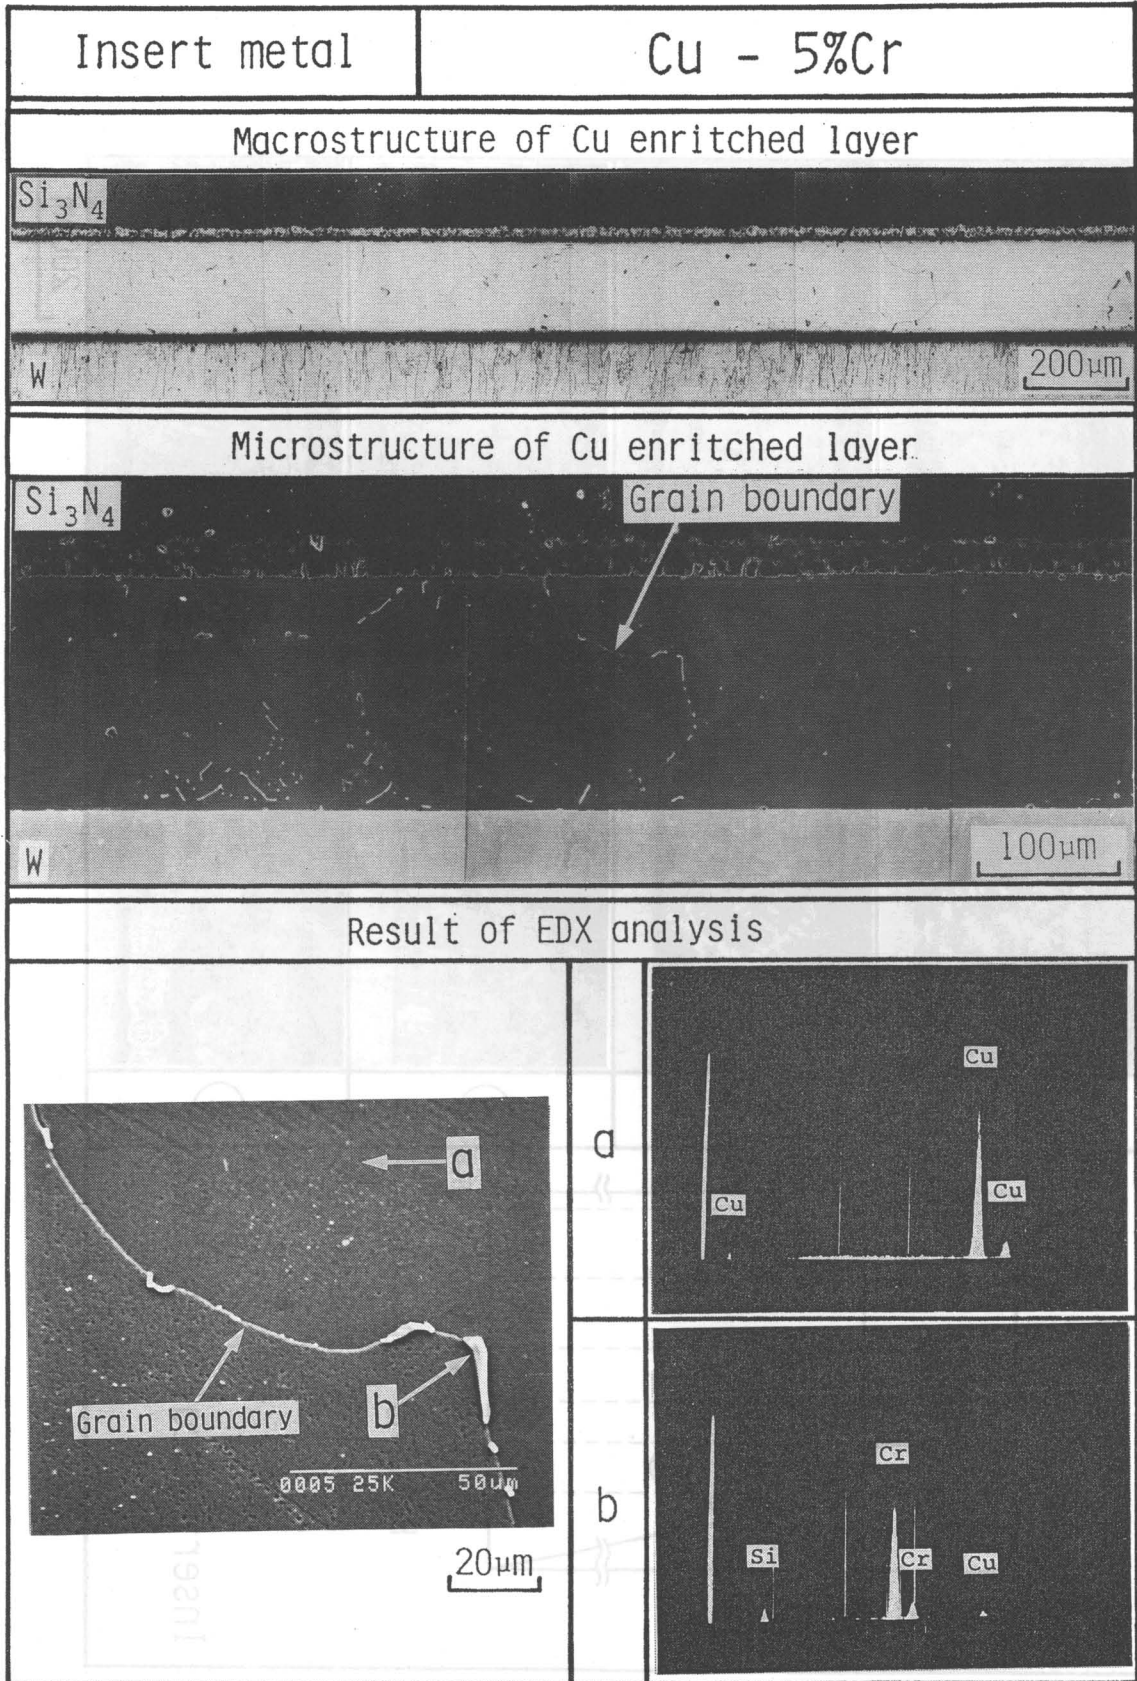 Insert metal
Cu - 5%Cr
Macrostructure of Cu enritched layer
Si₃N₄
W
200μm
Microstructure of Cu enritched layer
Si₃N₄
Grain boundary
W
100μm
Result of EDX analysis
a
Grain boundary
b
0005 25K 50um
20μm
a
Cu
Cu
Cu
b
Cr
Si
Cr
Cu